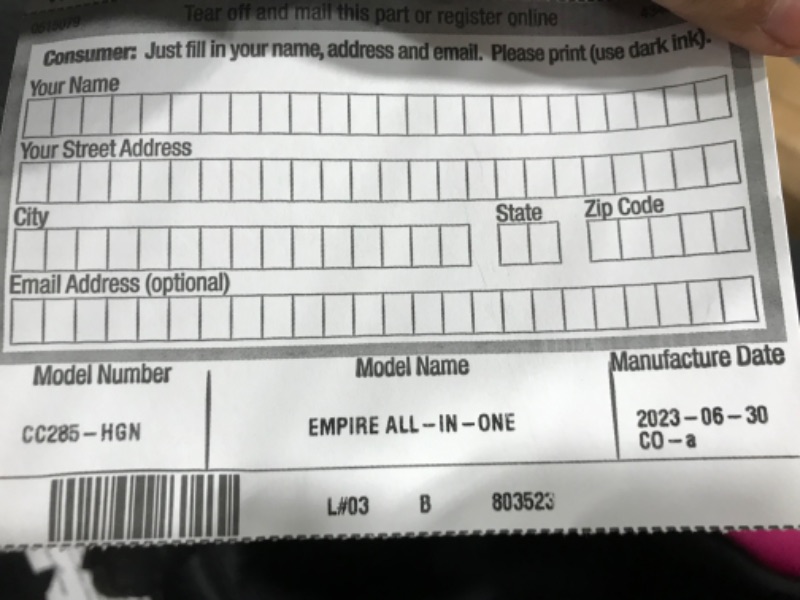 Tear off and mail this part or register online
Consumer: Just fill in your name, address and email. Please print (use dark ink).
Your Name
Your Street Address
City State Zip Code
Email Address (optional)
Model Number Model Name Manufacture Date
CC285-HGN EMPIRE ALL-IN-ONE 2023-06-30
CO-a
L#03 B 803523